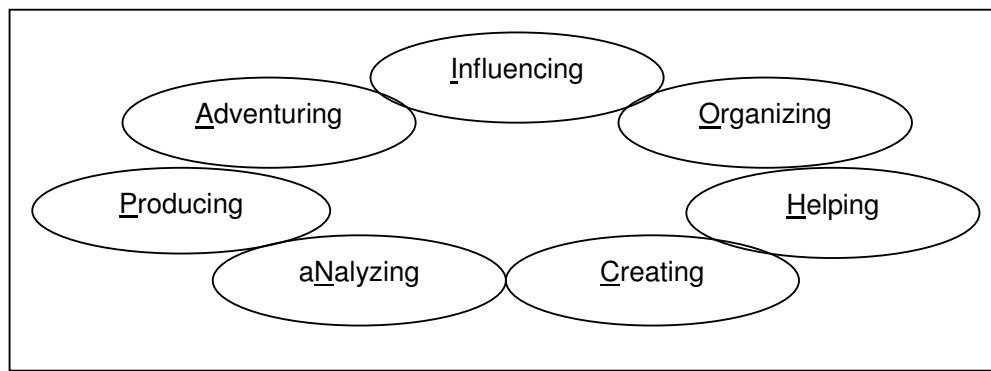 Influencing
Adventuring
Organizing
Producing
Helping
aNalyzing
Creating